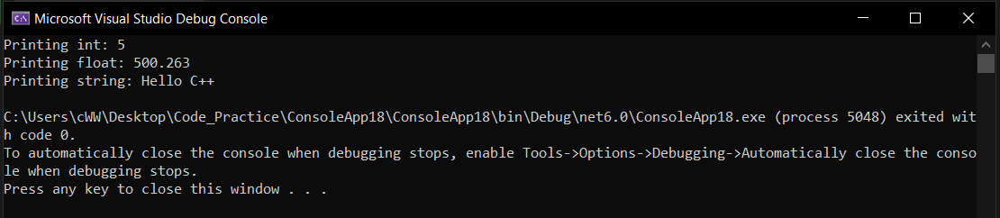 Microsoft Visual Studio Debug Console
Printing int: 5
Printing float: 500.263
Printing string: Hello C++
C:\Users\cWW\Desktop\Code_Practice\ConsoleApp18\ConsoleApp18\bin\Debug\net6.0\ConsoleApp18.exe (process 5048) exited wit
h code 0.
To automatically close the console when debugging stops, enable Tools->Options->Debugging->Automatically close the conso
le when debugging stops.
Press any key to close this window . . .